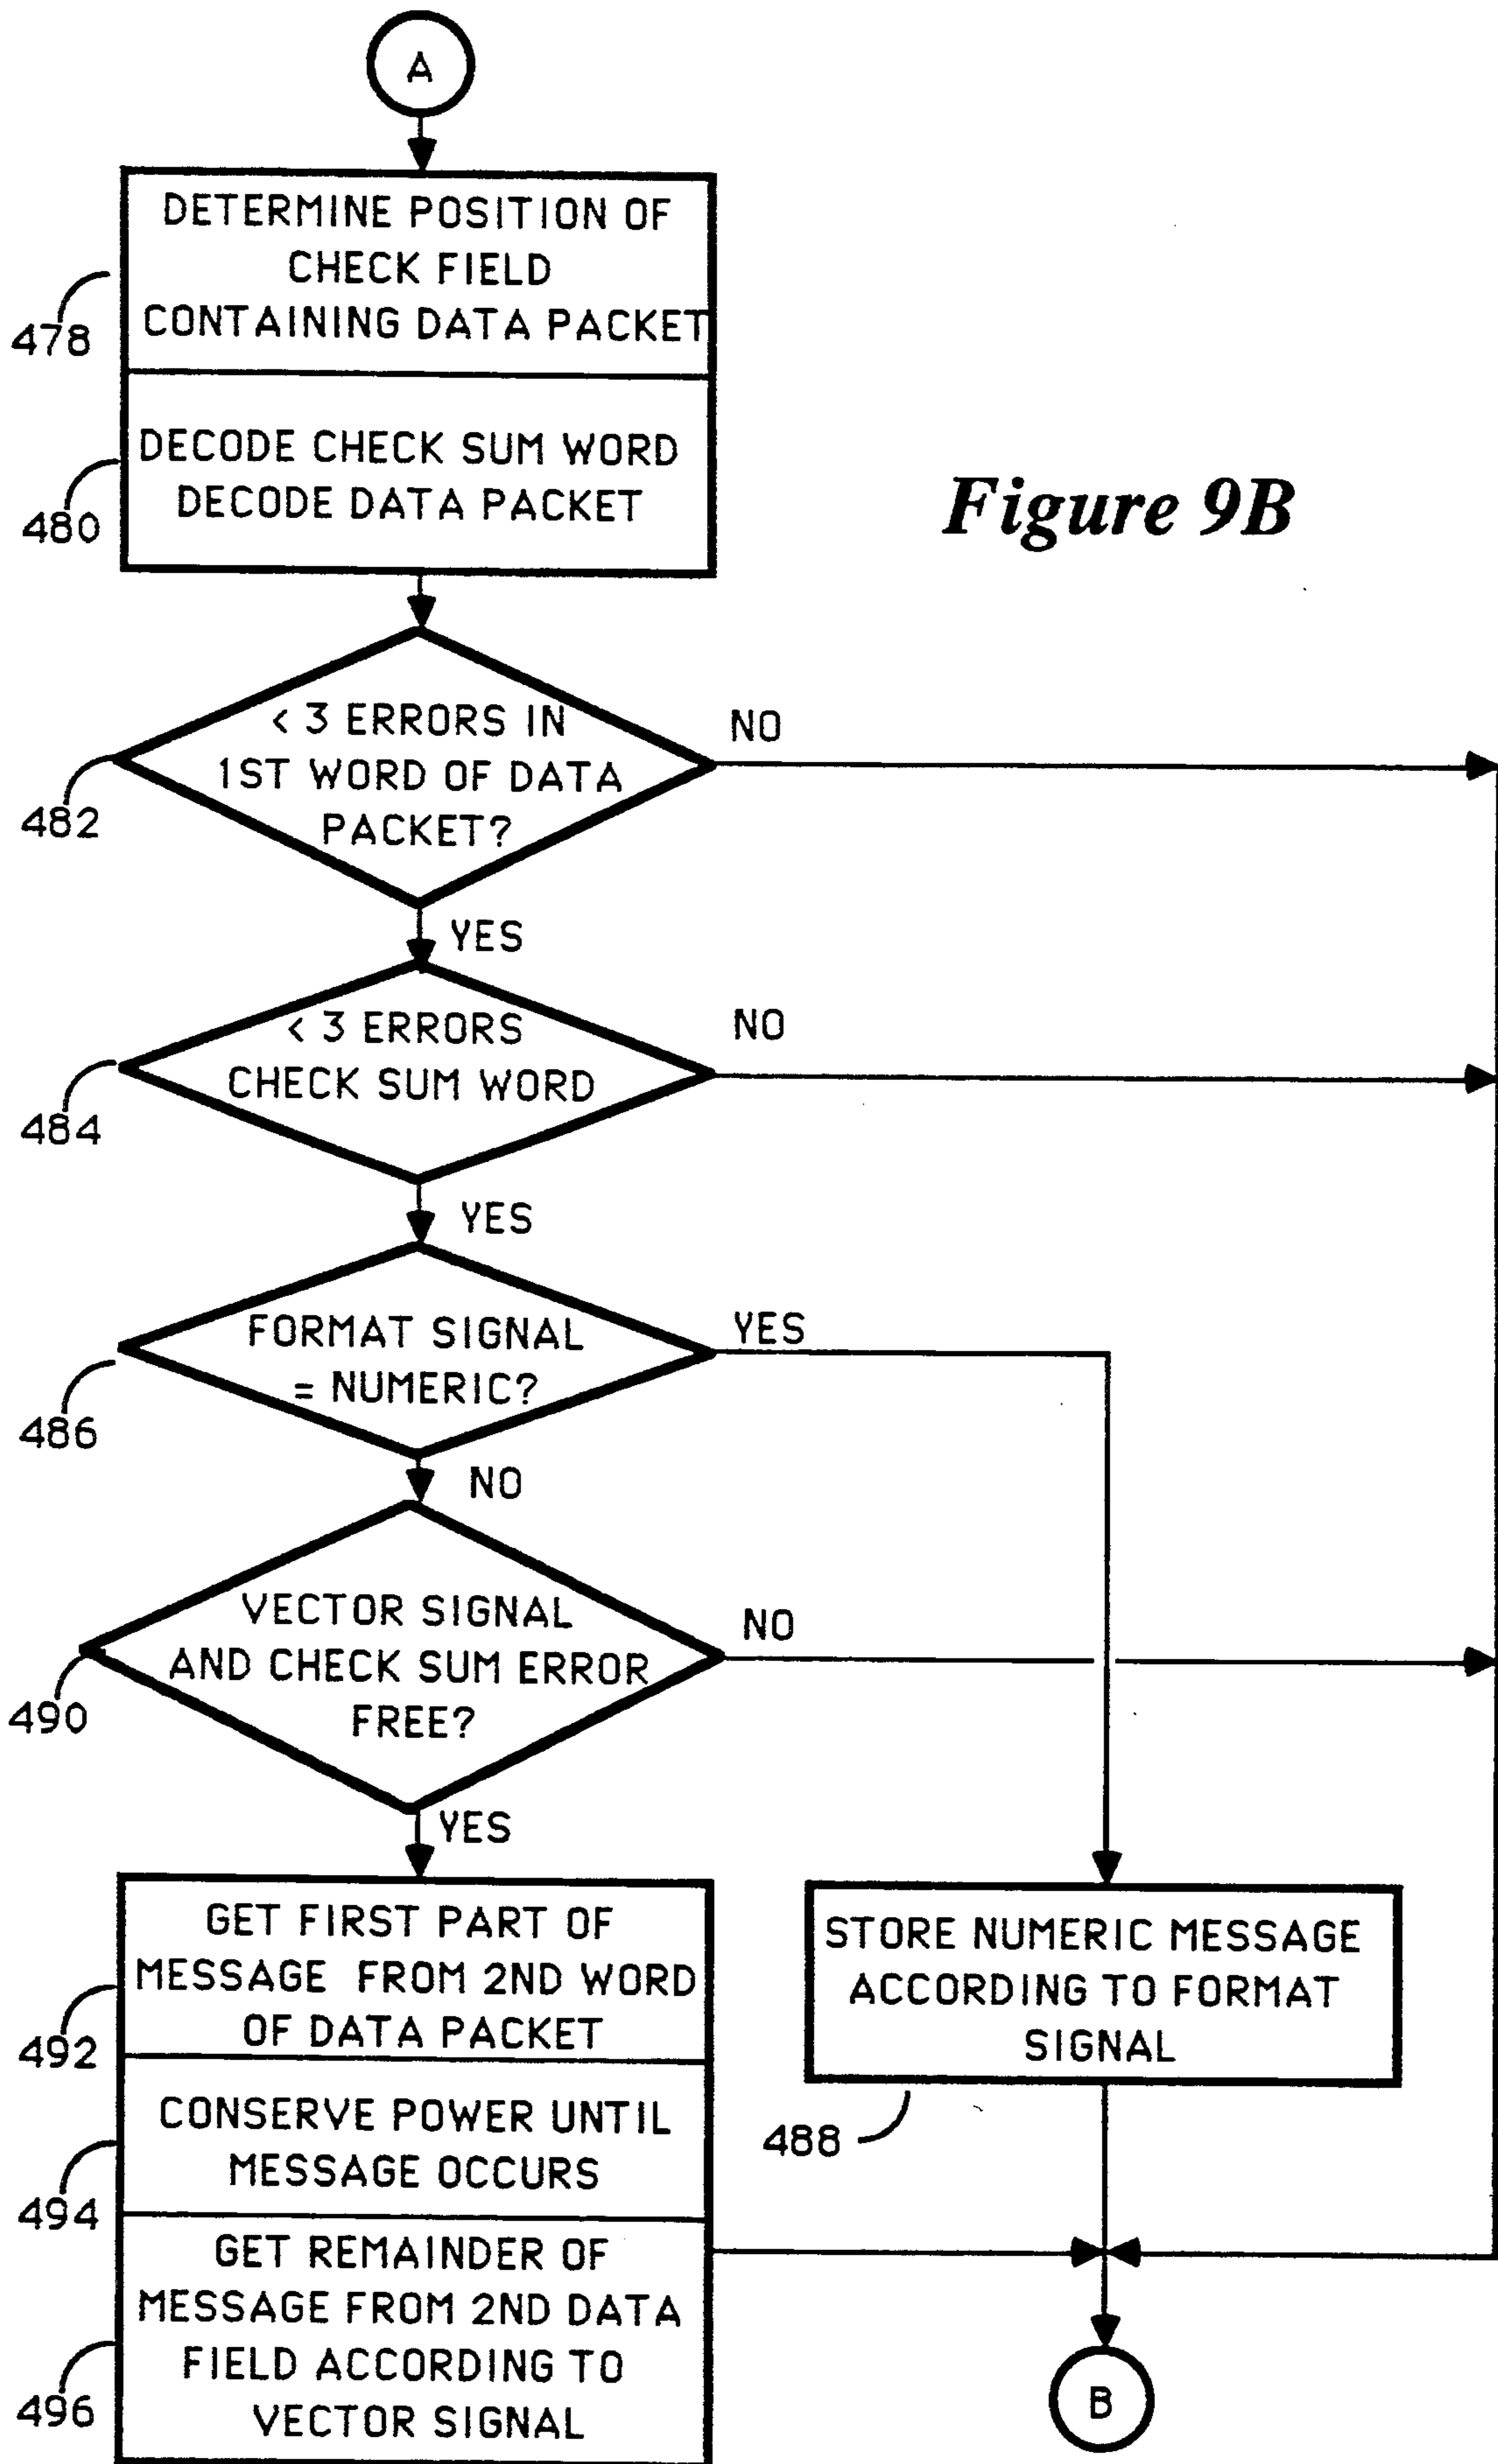 A
DETERMINE POSITION OF
CHECK FIELD
CONTAINING DATA PACKET
478
DECODE CHECK SUM WORD
DECODE DATA PACKET
480
Figure 9B
< 3 ERRORS IN
1ST WORD OF DATA
PACKET?
482
NO
YES
< 3 ERRORS
CHECK SUM WORD
484
NO
YES
FORMAT SIGNAL
= NUMERIC?
486
YES
NO
VECTOR SIGNAL
AND CHECK SUM ERROR
FREE?
490
NO
YES
GET FIRST PART OF
MESSAGE FROM 2ND WORD
OF DATA PACKET
492
CONSERVE POWER UNTIL
MESSAGE OCCURS
494
GET REMAINDER OF
MESSAGE FROM 2ND DATA
FIELD ACCORDING TO
VECTOR SIGNAL
496
STORE NUMERIC MESSAGE
ACCORDING TO FORMAT
SIGNAL
488
B